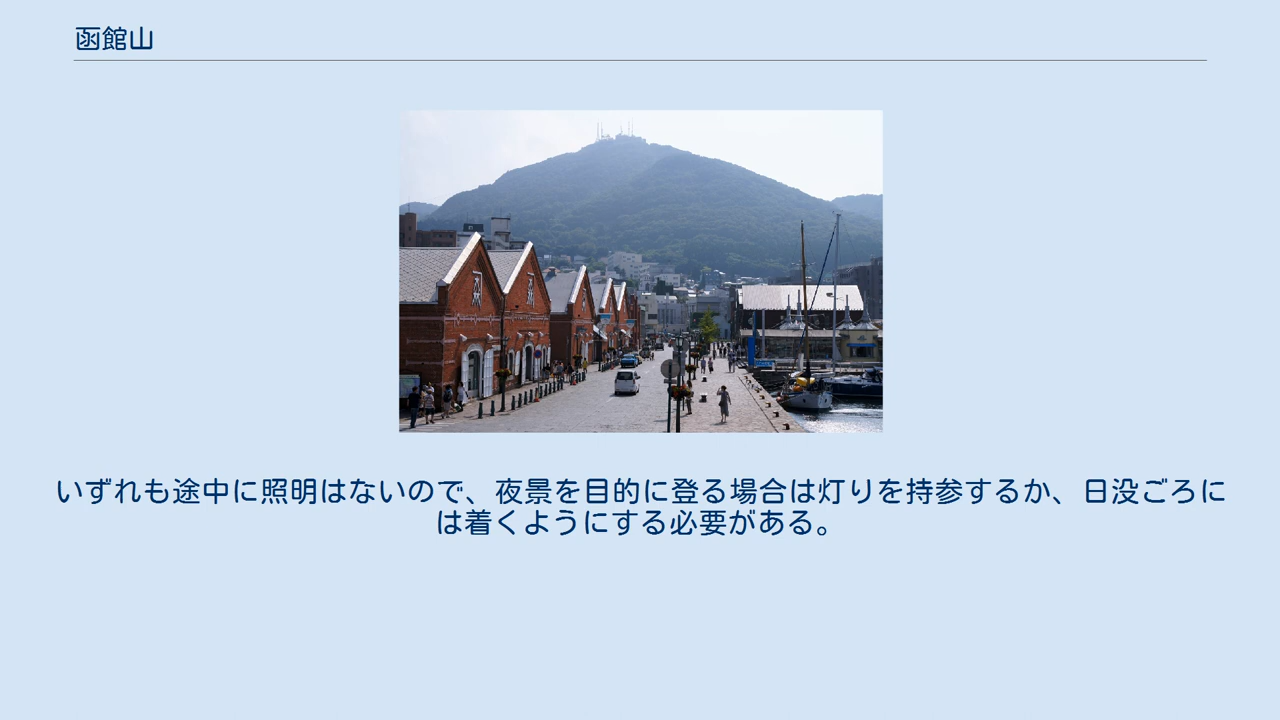 函館山
いずれも途中に照明はないので、夜景を目的に登る場合は灯りを持参するか、日没ごろに
は着くようにする必要がある。